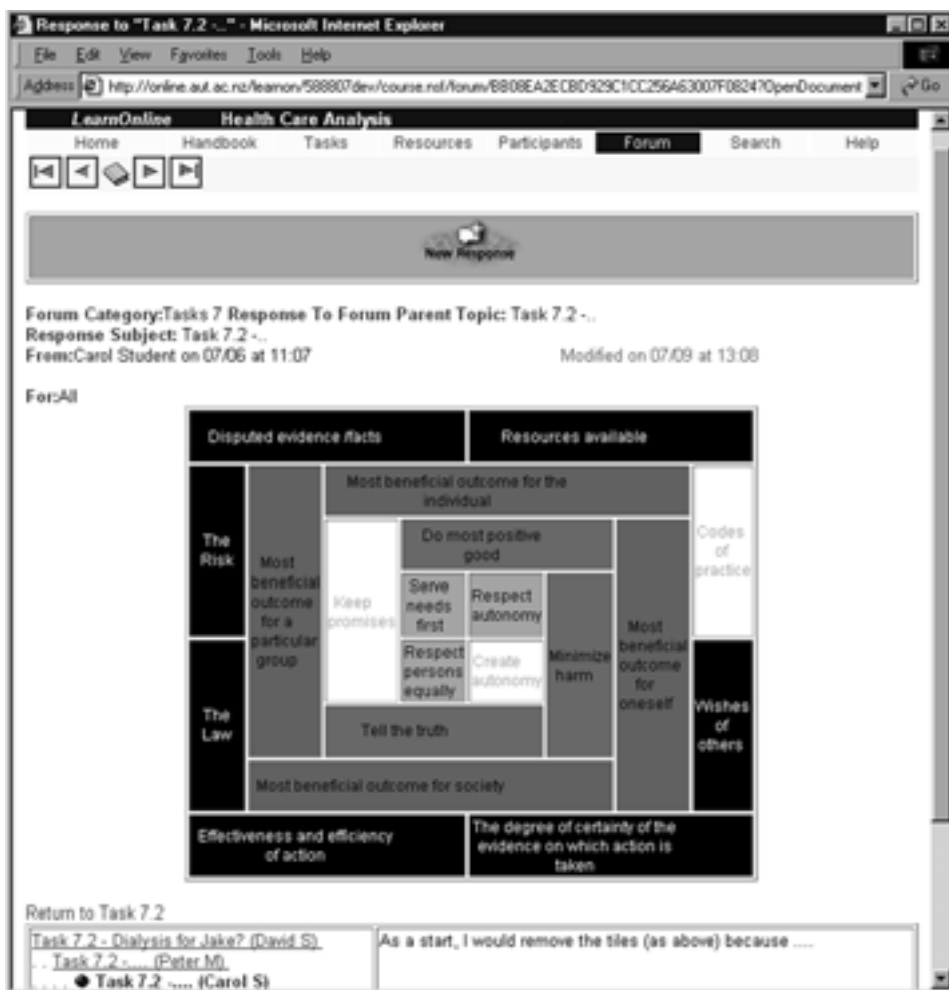 Response to "Task 7.2 -.." - Microsoft Internet Explorer
File Edit View Favorites Tools Help
Address http://online.aut.ac.nz/learnon/588807dev/course.nsf/forum/BB08EA2ECBD929C1CC256A63007F0824?OpenDocument Go
LearnOnline Health Care Analysis
Home Handbook Tasks Resources Participants Forum Search Help
New Response
Forum Category:Tasks 7 Response To Forum Parent Topic: Task 7.2 -..
Response Subject: Task 7.2 -..
From:Carol Student on 07/06 at 11:07 Modified on 07/09 at 13:08
For:All
Disputed evidence /facts
Resources available
The
Risk
Most
beneficial
outcome
for a
particular
group
Most beneficial outcome for the
individual
Keep
promises
Do most positive
good
Serve
needs
first
Respect
autonomy
Respect
persons
equally
Create
autonomy
Minimize
harm
Most
beneficial
outcome
for
oneself
Codes
of
practice
The
Law
Tell the truth
Wishes
of
others
Most beneficial outcome for society
Effectiveness and efficiency
of action
The degree of certainty of the
evidence on which action is
taken
Return to Task 7.2
Task 7.2 - Dialysis for Jake? (David S)
. . Task 7.2 -.... (Peter M)
. . . . Task 7.2 -.... (Carol S)
As a start, I would remove the tiles (as above) because ....